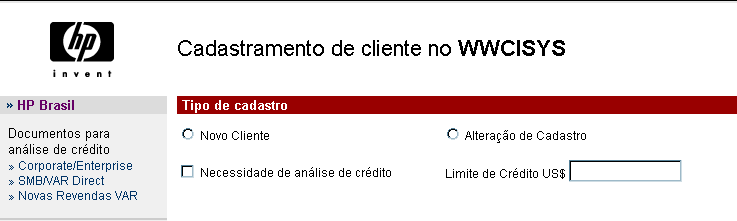 hp
invent
Cadastramento de cliente no WWCISYS
» HP Brasil
Tipo de cadastro
Documentos para
análise de crédito
» Corporate/Enterprise
» SMB/VAR Direct
» Novas Revendas VAR
Novo Cliente
Alteração de Cadastro
Necessidade de análise de crédito
Limite de Crédito US$